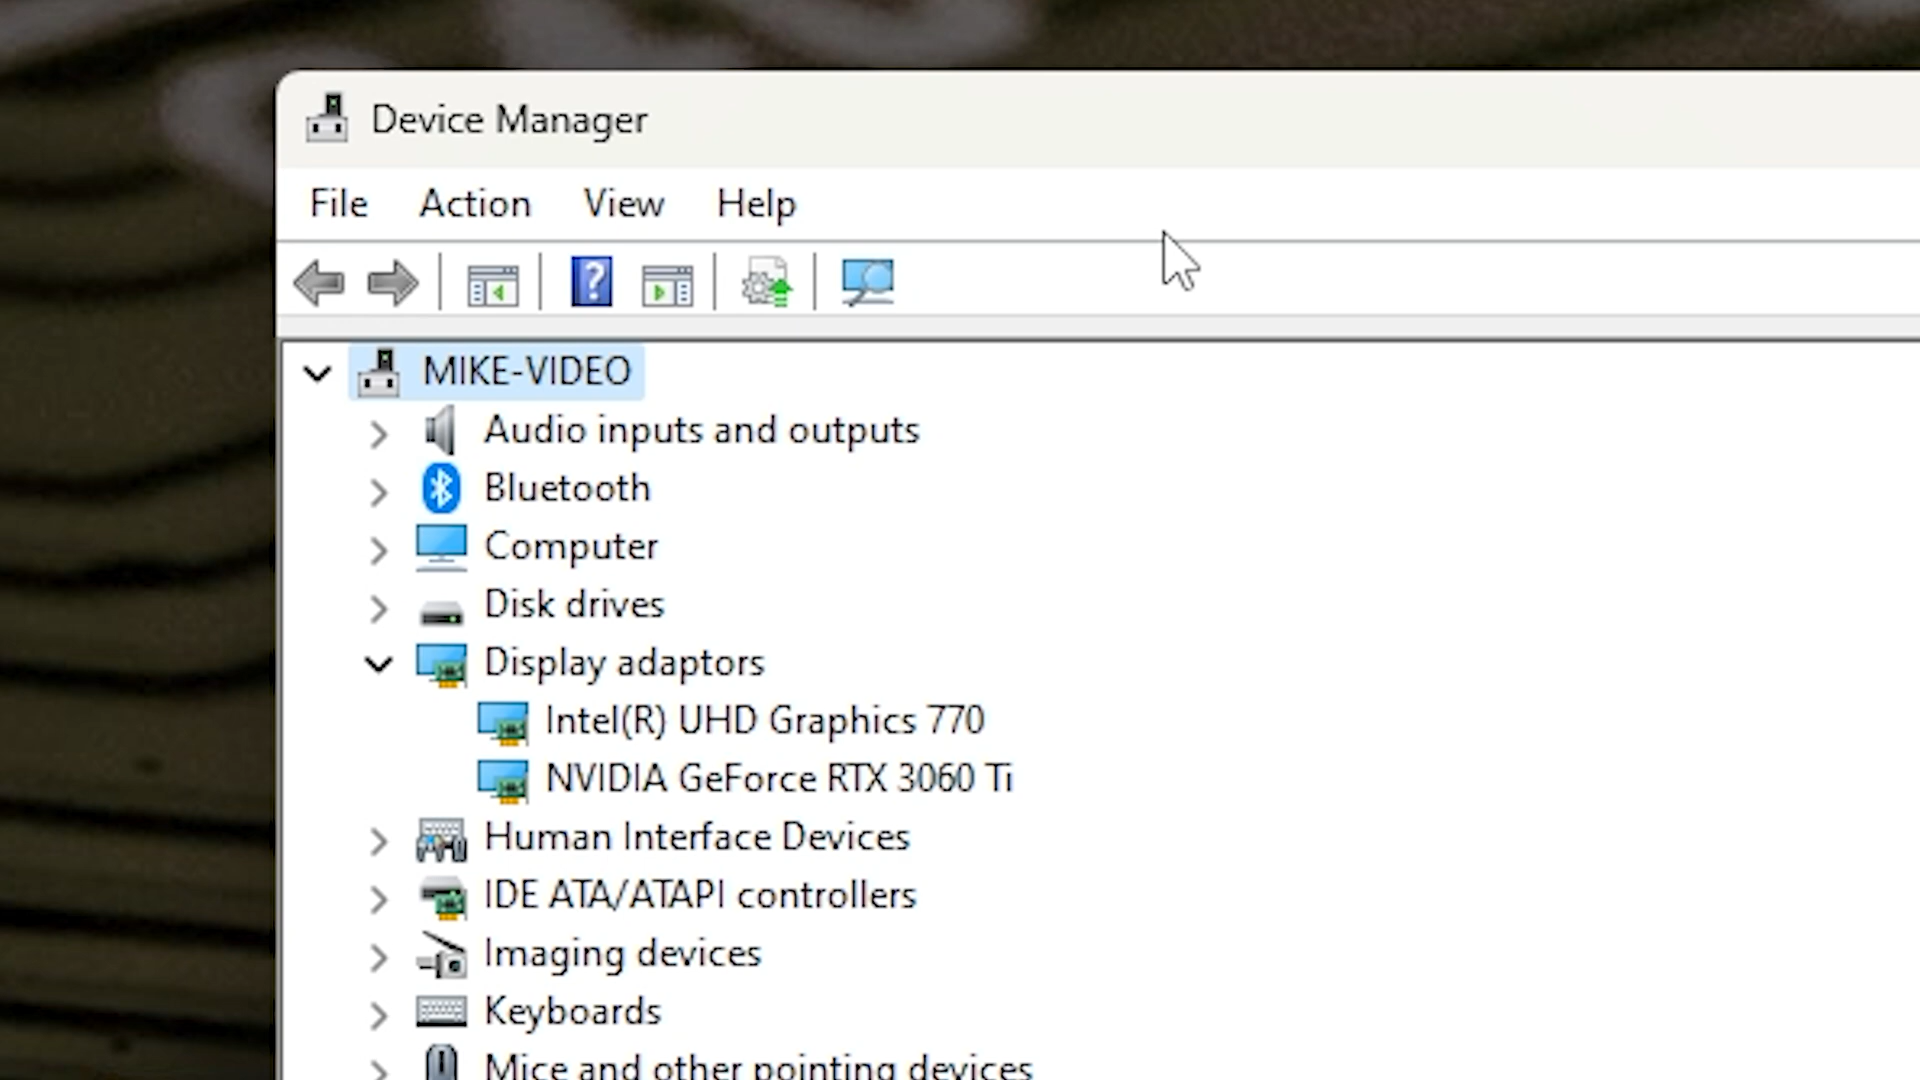 Device Manager
File Action View Help
MIKE-VIDEO
Audio inputs and outputs
Bluetooth
Computer
Disk drives
Display adaptors
Intel(R) UHD Graphics 770
NVIDIA GeForce RTX 3060 Ti
Human Interface Devices
IDE ATA/ATAPI controllers
Imaging devices
Keyboards
Mice and other pointing devices